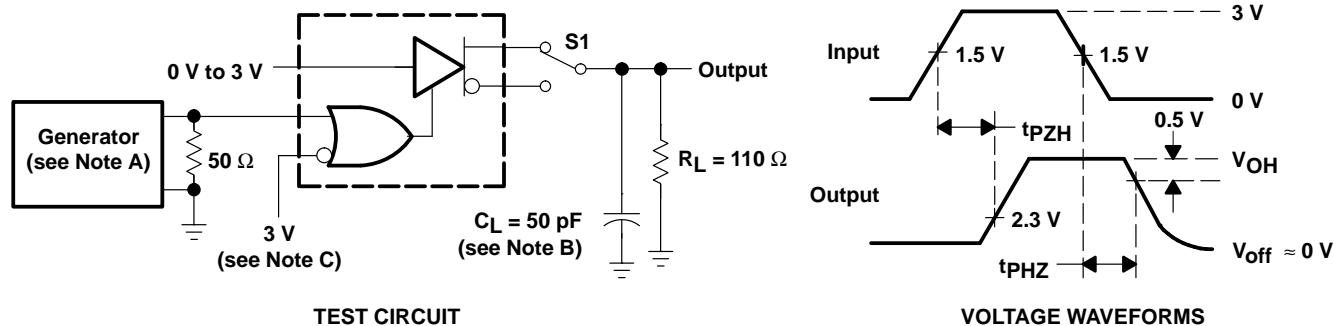 S1
0 V to 3 V
Output
Generator
(see Note A)
50 Ω
R_L = 110 Ω
C_L = 50 pF
(see Note B)
3 V
(see Note C)
TEST CIRCUIT
3 V
Input
1.5 V
1.5 V
0 V
0.5 V
t_PZH
V_OH
Output
2.3 V
V_off ≈ 0 V
t_PHZ
VOLTAGE WAVEFORMS